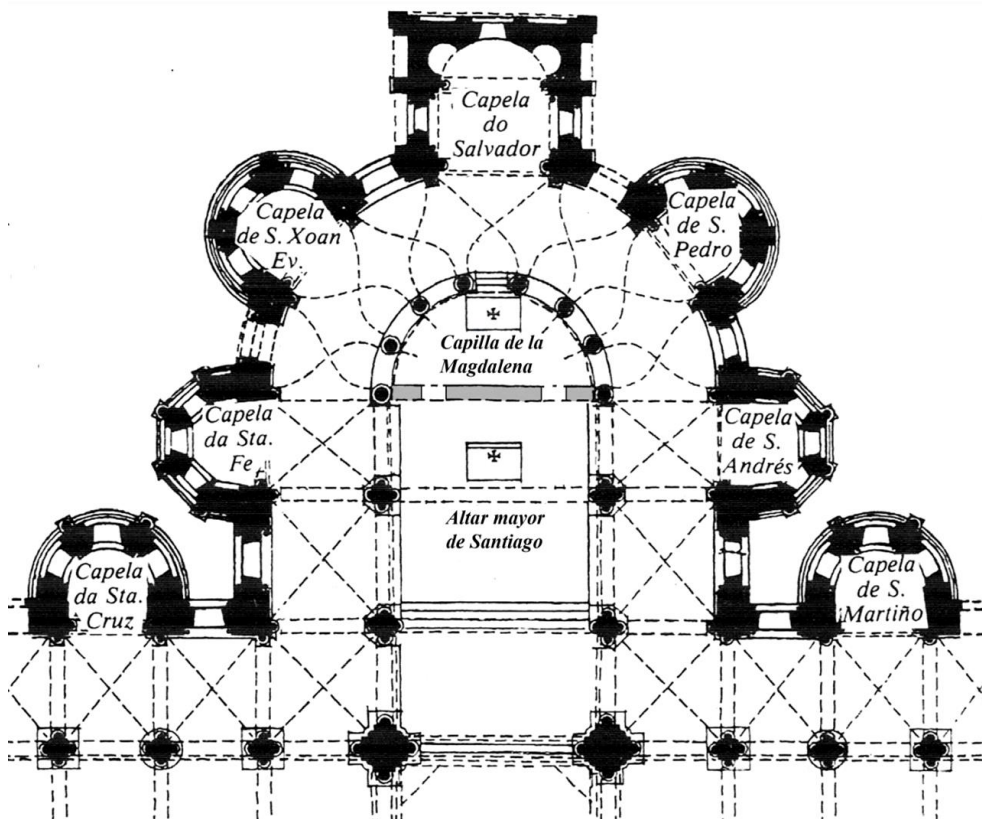 Capela
do
Salvador
Capela
de S. Xoan
Ev.
Capela
de S.
Pedro
Capilla de la
Magdalena
Capela
da Sta.
Fe
Capela
de S.
Andrés
Altar mayor
de Santiago
Capela
da Sta.
Cruz
Capela
de S.
Martiño